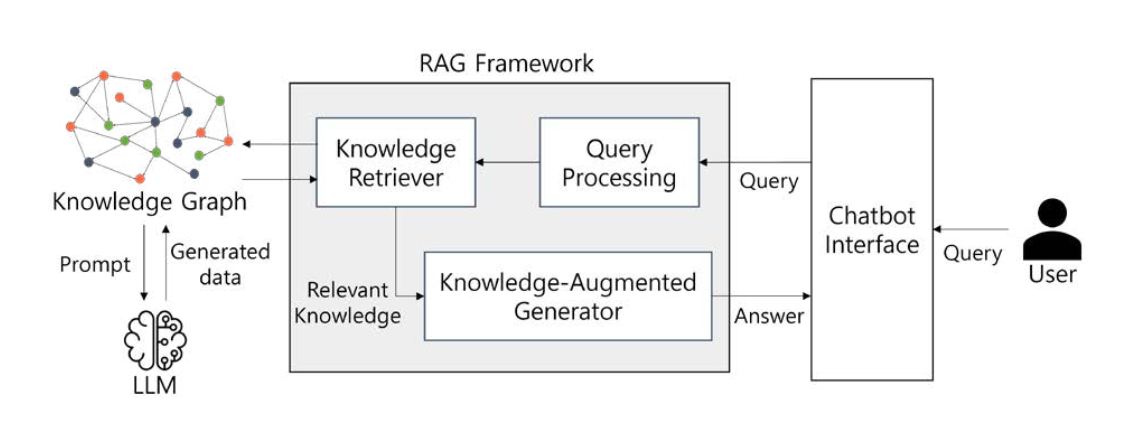 RAG Framework
Knowledge
Retriever
Query
Processing
Query
Knowledge Graph
Prompt
Generated
data
LLM
Relevant
Knowledge
Knowledge-Augmented
Generator
Answer
Chatbot
Interface
Query
User